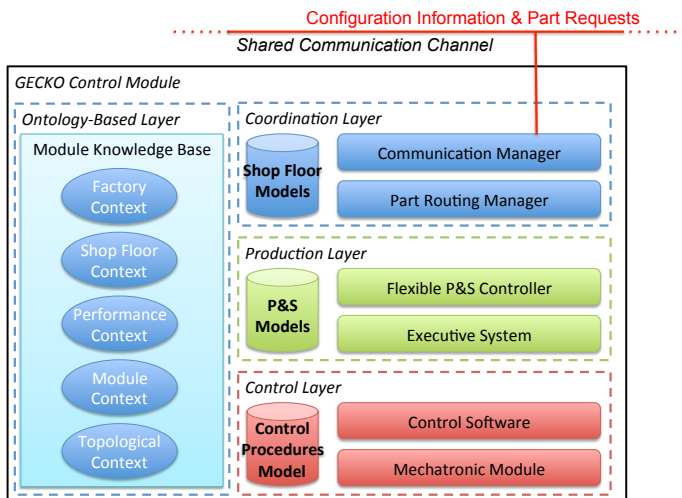 Configuration Information & Part Requests
Shared Communication Channel
GECKO Control Module
Ontology-Based Layer
Module Knowledge Base
Factory
Context
Shop Floor
Context
Performance
Context
Module
Context
Topological
Context
Coordination Layer
Shop Floor
Models
Communication Manager
Part Routing Manager
Production Layer
P&S
Models
Flexible P&S Controller
Executive System
Control Layer
Control
Procedures
Model
Control Software
Mechatronic Module